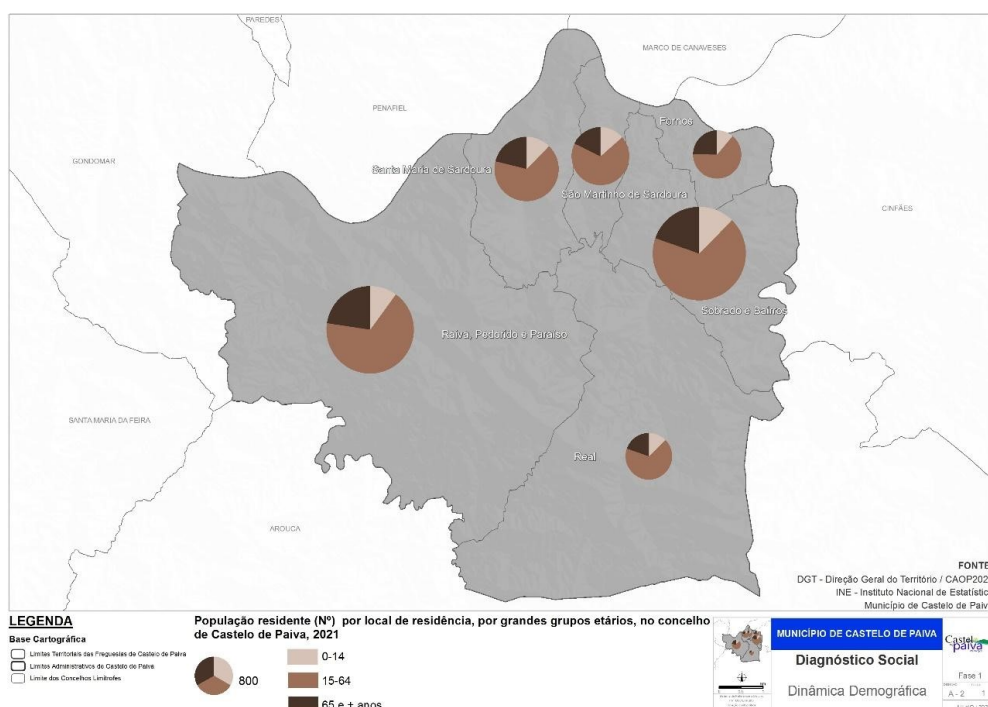 PAREDES
MARCO DE CANAVESES
PENAFIEL
Fornos
GONDOMAR
Santa Maria de Sardoura
São Martinho de Sardoura
CINFÃES
Sobrado e Bairros
Raiva, Pedorido e Paraíso
SANTA MARIA DA FEIRA
Real
AROUCA
FONTE
DGT - Direção Geral do Território / CAOP202
INE - Instituto Nacional de Estatístic
Município de Castelo de Paiv
LEGENDA
Base Cartográfica
Limites Territoriais das Freguesias de Castelo de Paiva
Limites Administrativos de Castelo de Paiva
Limite dos Concelhos Limítrofes
População residente (Nº) por local de residência, por grandes grupos etários, no concelho
de Castelo de Paiva, 2021
800
0-14
15-64
65 e + anos
MUNICÍPIO DE CASTELO DE PAIVA
Diagnóstico Social
Dinâmica Demográfica
Castel
paiva
Fase 1
A - 2
1